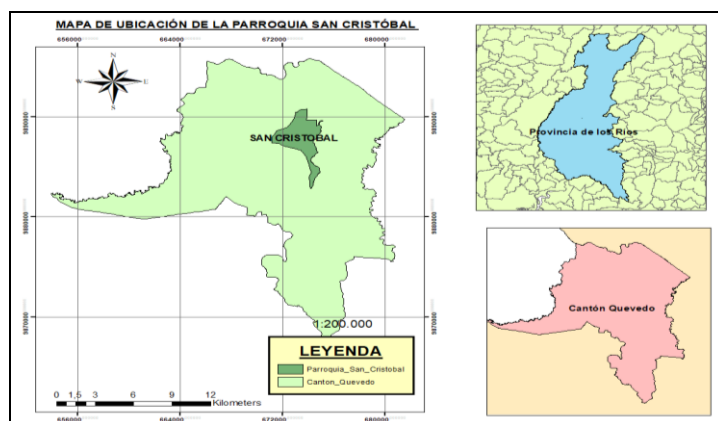 MAPA DE UBICACIÓN DE LA PARROQUIA SAN CRISTÓBAL
656000 664000 672000 680000
N
W E
S
SAN CRISTOBAL
1:200.000
LEYENDA
Parroquia_San_Cristobal
Canton_Quevedo
0 1,5 3 6 9 12
Kilometers
656000 664000 672000 680000
Provincia de los Ríos
Cantón Quevedo